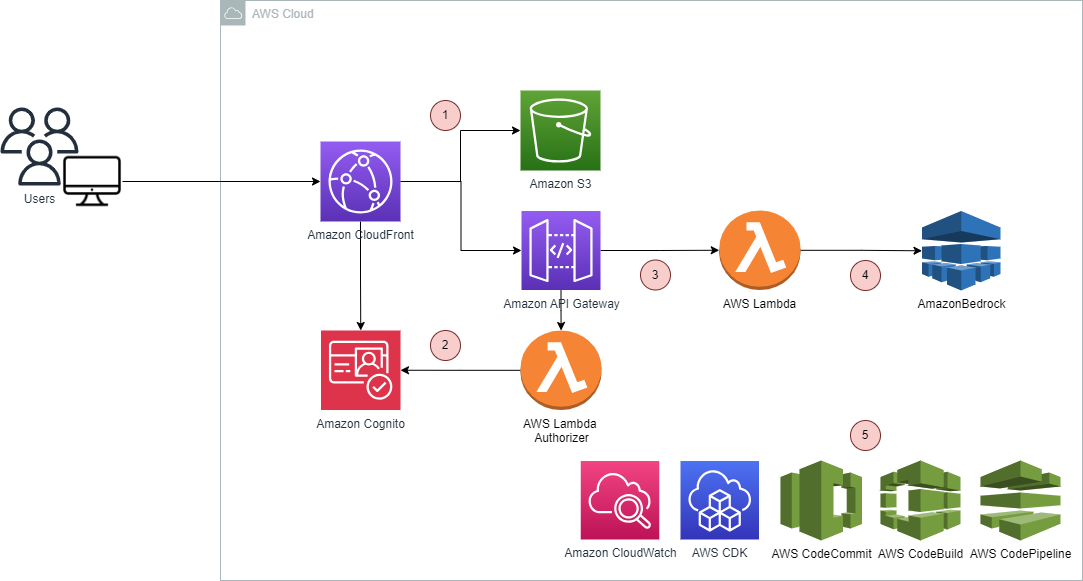 AWS Cloud
1
Amazon S3
Users
Amazon CloudFront
3
4
Amazon API Gateway
AWS Lambda
AmazonBedrock
2
Amazon Cognito
AWS Lambda
Authorizer
5
Amazon CloudWatch
AWS CDK
AWS CodeCommit
AWS CodeBuild
AWS CodePipeline